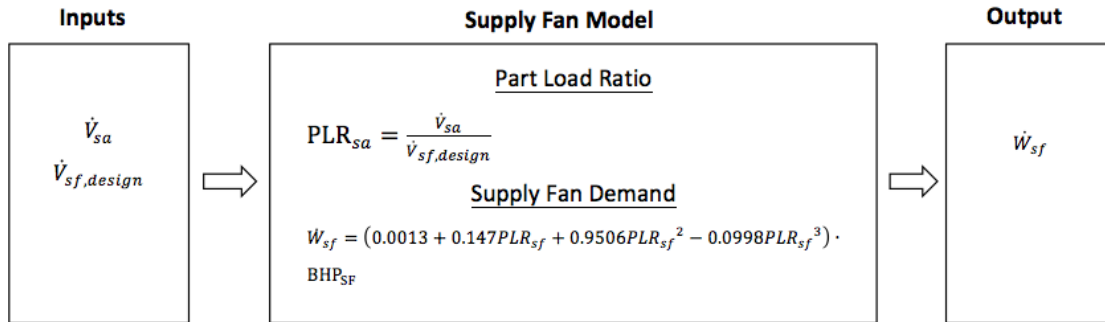 Inputs
Supply Fan Model
Output
V̇sa
V̇sf,design
Part Load Ratio
PLRsa = V̇sa / V̇sf,design
Supply Fan Demand
Ẇsf = (0.0013 + 0.147PLRsf + 0.9506PLRsf² − 0.0998PLRsf³) ·
BHPSF
Ẇsf